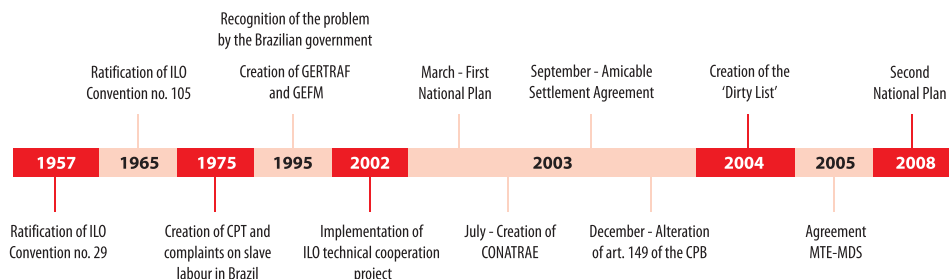 Recognition of the problem
by the Brazilian government
Ratification of ILO
Convention no. 105
Creation of GERTRAF
and GEFM
March - First
National Plan
September - Amicable
Settlement Agreement
Creation of the
‘Dirty List’
Second
National Plan
1957
1965
1975
1995
2002
2003
2004
2005
2008
Ratification of ILO
Convention no. 29
Creation of CPT and
complaints on slave
labour in Brazil
Implementation of
ILO technical cooperation
project
July - Creation of
CONATRAE
December - Alteration
of art. 149 of the CPB
Agreement
MTE-MDS